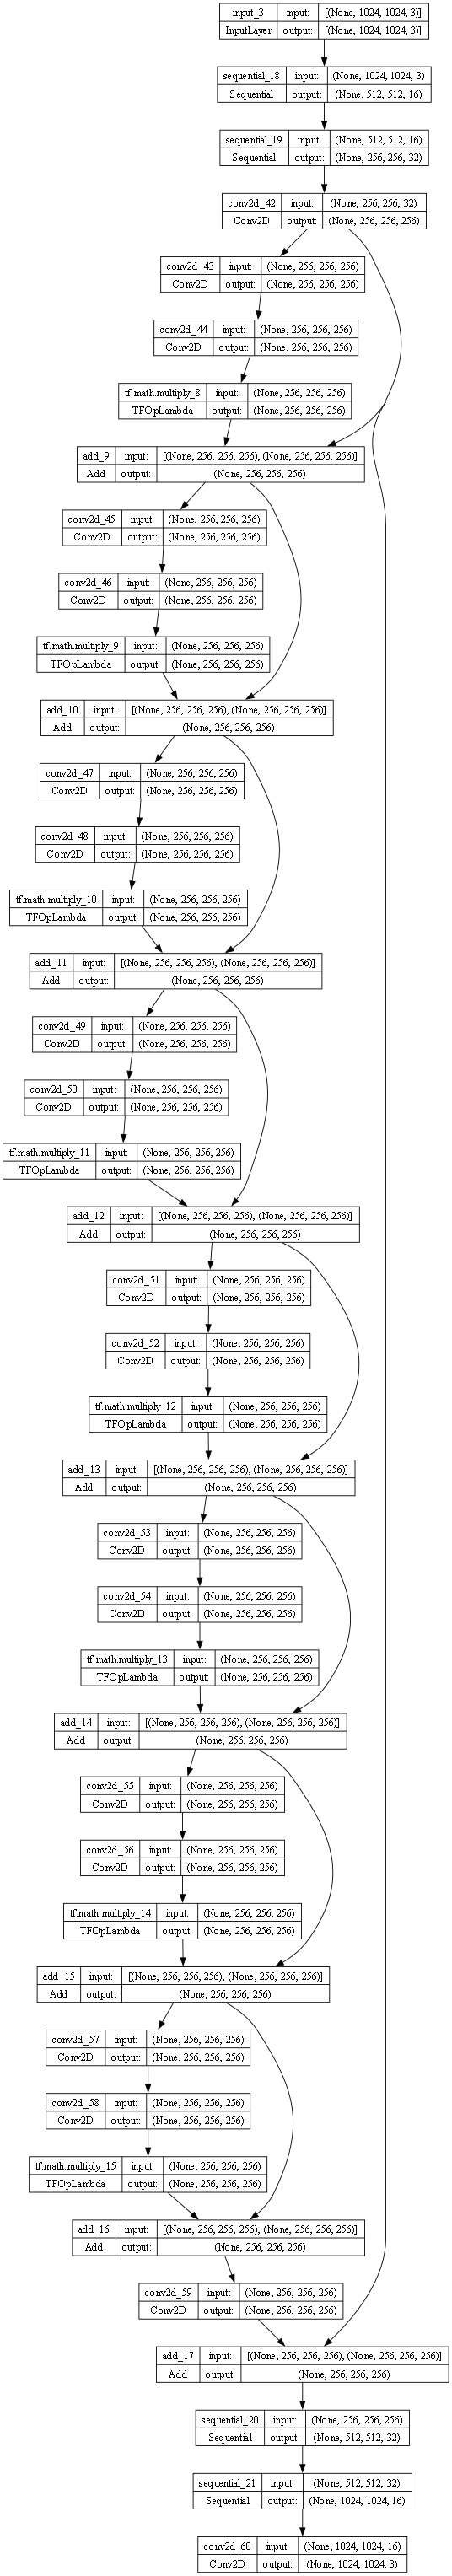 input_3 input: [(None, 1024, 1024, 3)]
InputLayer output: [(None, 1024, 1024, 3)]
sequential_18 input: (None, 1024, 1024, 3)
Sequential output: (None, 512, 512, 16)
sequential_19 input: (None, 512, 512, 16)
Sequential output: (None, 256, 256, 32)
conv2d_42 input: (None, 256, 256, 32)
Conv2D output: (None, 256, 256, 256)
conv2d_43 input: (None, 256, 256, 256)
Conv2D output: (None, 256, 256, 256)
conv2d_44 input: (None, 256, 256, 256)
Conv2D output: (None, 256, 256, 256)
tf.math.multiply_8 input: (None, 256, 256, 256)
TFOpLambda output: (None, 256, 256, 256)
add_9 input: [(None, 256, 256, 256), (None, 256, 256, 256)]
Add output: (None, 256, 256, 256)
conv2d_45 input: (None, 256, 256, 256)
Conv2D output: (None, 256, 256, 256)
conv2d_46 input: (None, 256, 256, 256)
Conv2D output: (None, 256, 256, 256)
tf.math.multiply_9 input: (None, 256, 256, 256)
TFOpLambda output: (None, 256, 256, 256)
add_10 input: [(None, 256, 256, 256), (None, 256, 256, 256)]
Add output: (None, 256, 256, 256)
conv2d_47 input: (None, 256, 256, 256)
Conv2D output: (None, 256, 256, 256)
conv2d_48 input: (None, 256, 256, 256)
Conv2D output: (None, 256, 256, 256)
tf.math.multiply_10 input: (None, 256, 256, 256)
TFOpLambda output: (None, 256, 256, 256)
add_11 input: [(None, 256, 256, 256), (None, 256, 256, 256)]
Add output: (None, 256, 256, 256)
conv2d_49 input: (None, 256, 256, 256)
Conv2D output: (None, 256, 256, 256)
conv2d_50 input: (None, 256, 256, 256)
Conv2D output: (None, 256, 256, 256)
tf.math.multiply_11 input: (None, 256, 256, 256)
TFOpLambda output: (None, 256, 256, 256)
add_12 input: [(None, 256, 256, 256), (None, 256, 256, 256)]
Add output: (None, 256, 256, 256)
conv2d_51 input: (None, 256, 256, 256)
Conv2D output: (None, 256, 256, 256)
conv2d_52 input: (None, 256, 256, 256)
Conv2D output: (None, 256, 256, 256)
tf.math.multiply_12 input: (None, 256, 256, 256)
TFOpLambda output: (None, 256, 256, 256)
add_13 input: [(None, 256, 256, 256), (None, 256, 256, 256)]
Add output: (None, 256, 256, 256)
conv2d_53 input: (None, 256, 256, 256)
Conv2D output: (None, 256, 256, 256)
conv2d_54 input: (None, 256, 256, 256)
Conv2D output: (None, 256, 256, 256)
tf.math.multiply_13 input: (None, 256, 256, 256)
TFOpLambda output: (None, 256, 256, 256)
add_14 input: [(None, 256, 256, 256), (None, 256, 256, 256)]
Add output: (None, 256, 256, 256)
conv2d_55 input: (None, 256, 256, 256)
Conv2D output: (None, 256, 256, 256)
conv2d_56 input: (None, 256, 256, 256)
Conv2D output: (None, 256, 256, 256)
tf.math.multiply_14 input: (None, 256, 256, 256)
TFOpLambda output: (None, 256, 256, 256)
add_15 input: [(None, 256, 256, 256), (None, 256, 256, 256)]
Add output: (None, 256, 256, 256)
conv2d_57 input: (None, 256, 256, 256)
Conv2D output: (None, 256, 256, 256)
conv2d_58 input: (None, 256, 256, 256)
Conv2D output: (None, 256, 256, 256)
tf.math.multiply_15 input: (None, 256, 256, 256)
TFOpLambda output: (None, 256, 256, 256)
add_16 input: [(None, 256, 256, 256), (None, 256, 256, 256)]
Add output: (None, 256, 256, 256)
conv2d_59 input: (None, 256, 256, 256)
Conv2D output: (None, 256, 256, 256)
add_17 input: [(None, 256, 256, 256), (None, 256, 256, 256)]
Add output: (None, 256, 256, 256)
sequential_20 input: (None, 256, 256, 256)
Sequential output: (None, 512, 512, 32)
sequential_21 input: (None, 512, 512, 32)
Sequential output: (None, 1024, 1024, 16)
conv2d_60 input: (None, 1024, 1024, 16)
Conv2D output: (None, 1024, 1024, 3)